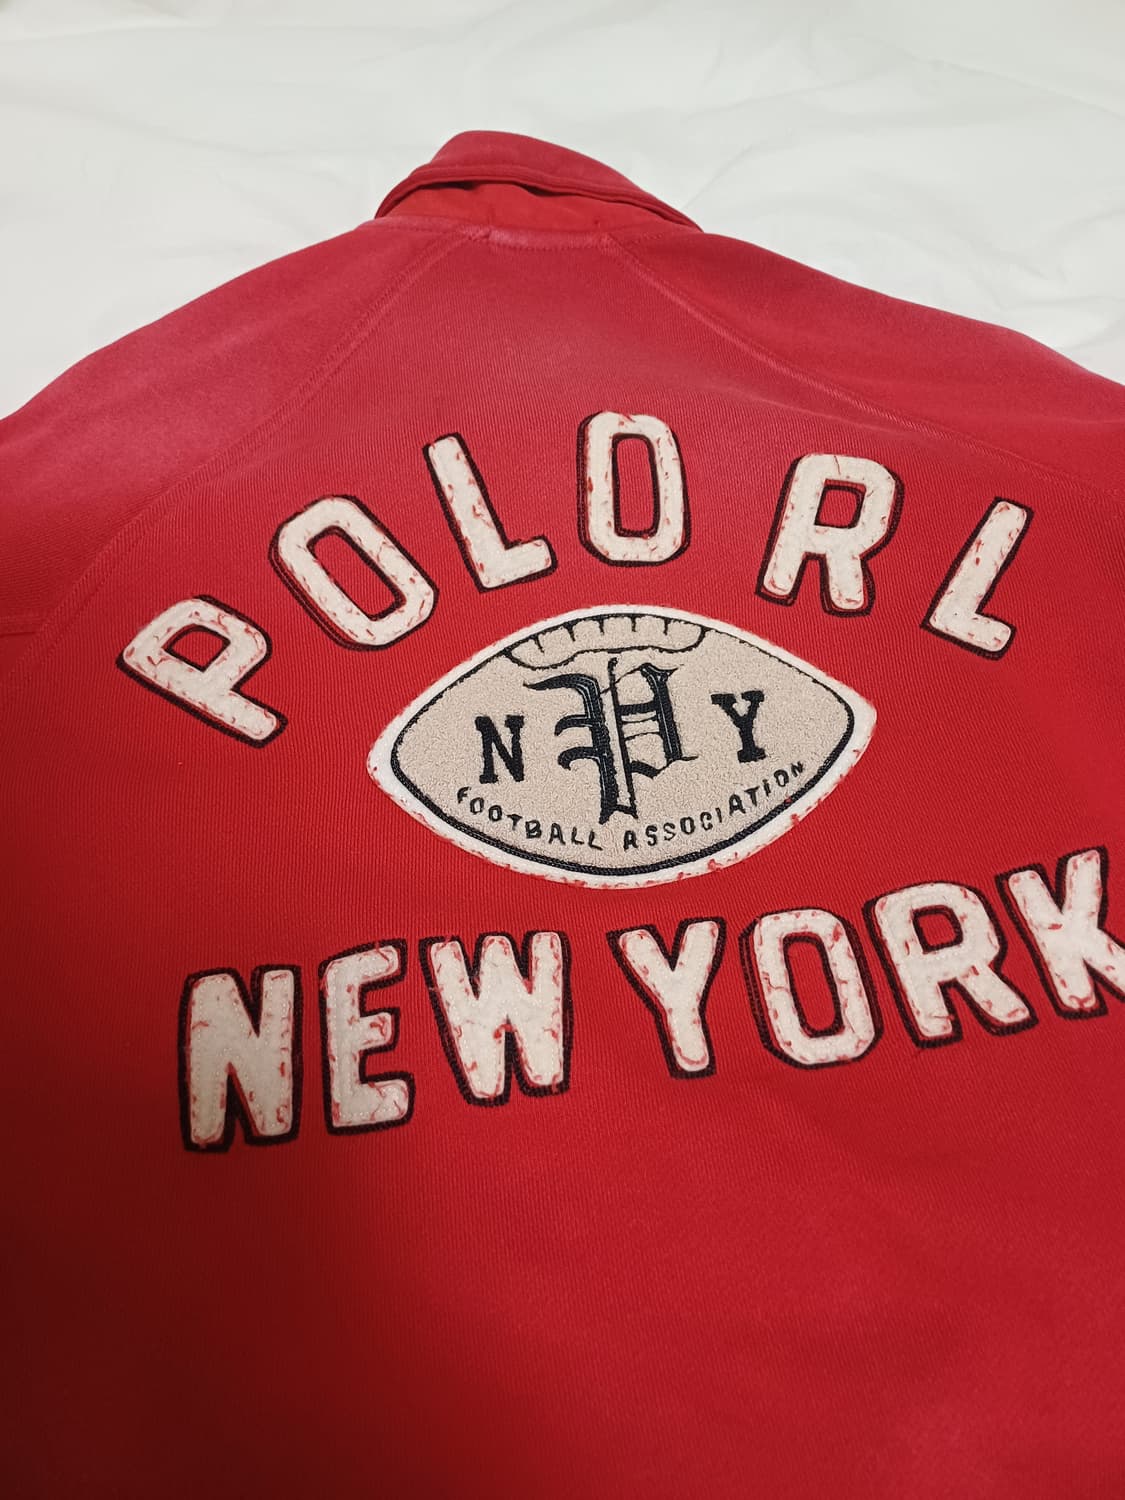 POLO RL
N P Y
FOOTBALL ASSOCIATION
NEW YORK